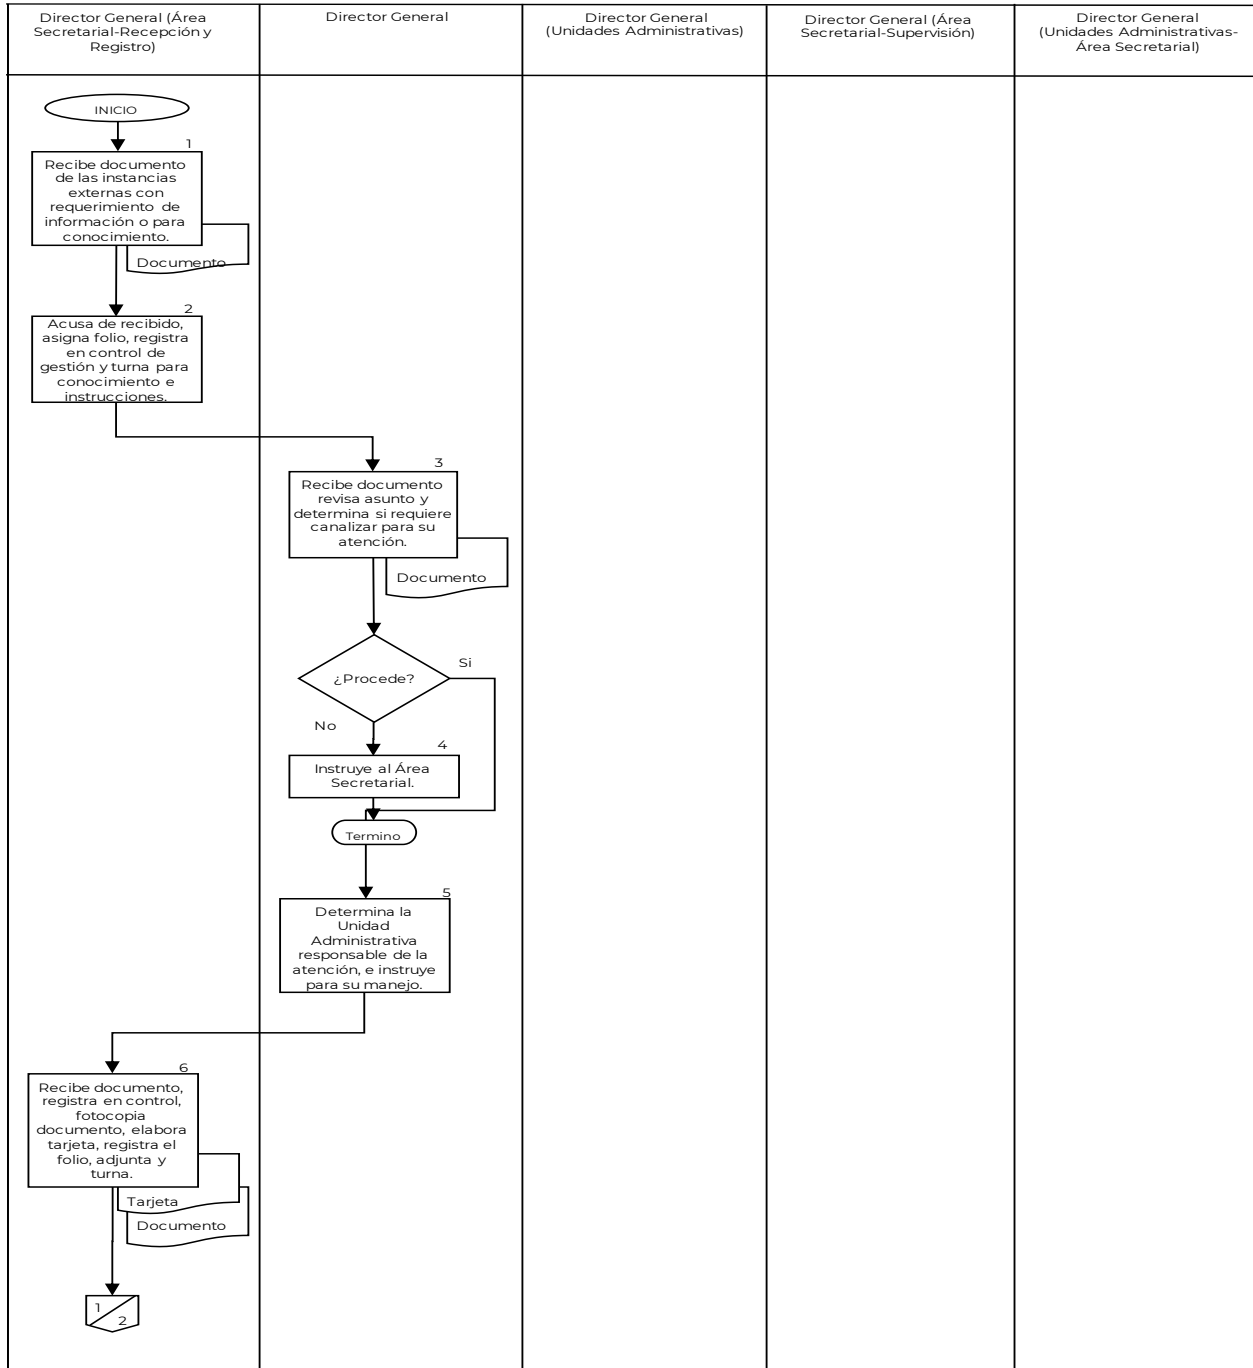 Director General (Área
Secretarial-Recepción y
Registro)
Director General
Director General
(Unidades Administrativas)
Director General (Área
Secretarial-Supervisión)
Director General
(Unidades Administrativas-
Área Secretarial)
INICIO
1
Recibe documento
de las instancias
externas con
requerimiento de
información o para
conocimiento.
Documento
2
Acusa de recibido,
asigna folio, registra
en control de
gestión y turna para
conocimiento e
instrucciones.
3
Recibe documento
revisa asunto y
determina si requiere
canalizar para su
atención.
Documento
¿Procede?
Si
No
4
Instruye al Área
Secretarial.
Termino
5
Determina la
Unidad
Administrativa
responsable de la
atención, e instruye
para su manejo.
6
Recibe documento,
registra en control,
fotocopia
documento, elabora
tarjeta, registra el
folio, adjunta y
turna.
Tarjeta
Documento
1
2